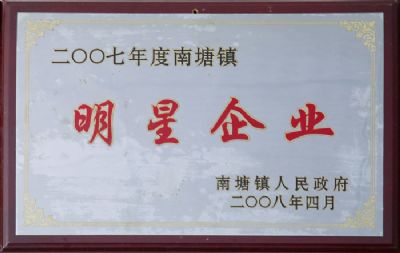 二〇〇七年度南塘镇
明星企业
南塘镇人民政府
二〇〇八年四月